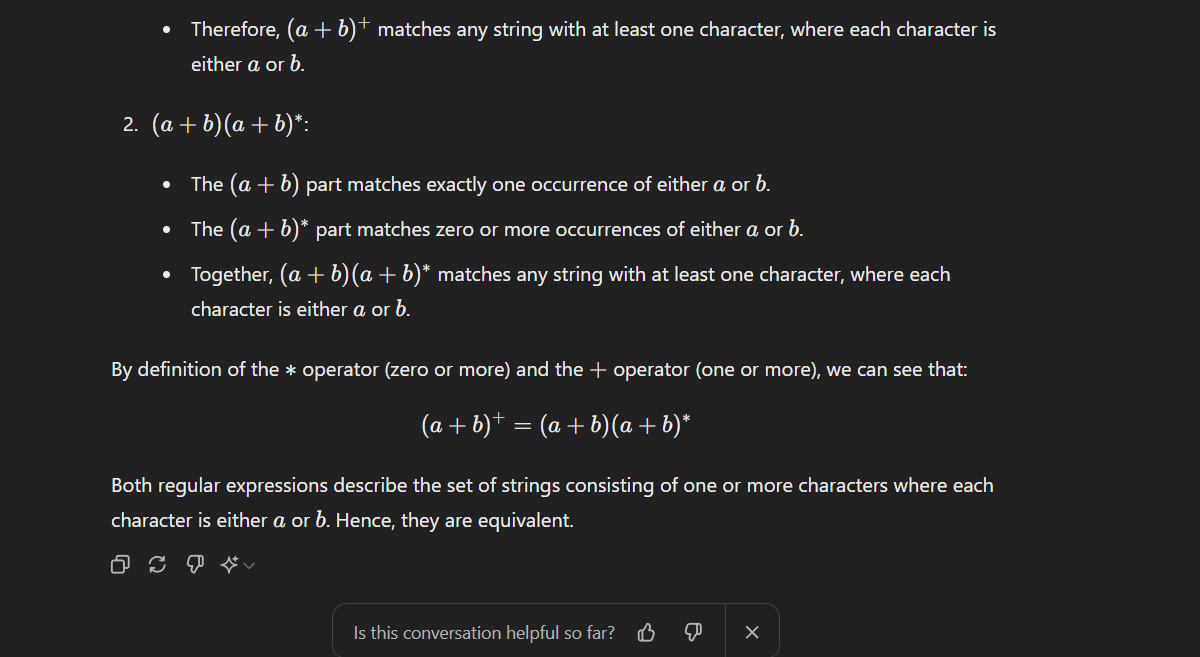 • Therefore, (a + b)⁺ matches any string with at least one character, where each character is
either a or b.
2. (a + b)(a + b)*:
• The (a + b) part matches exactly one occurrence of either a or b.
• The (a + b)* part matches zero or more occurrences of either a or b.
• Together, (a + b)(a + b)* matches any string with at least one character, where each
character is either a or b.
By definition of the * operator (zero or more) and the + operator (one or more), we can see that:
(a + b)⁺ = (a + b)(a + b)*
Both regular expressions describe the set of strings consisting of one or more characters where each
character is either a or b. Hence, they are equivalent.
Is this conversation helpful so far?